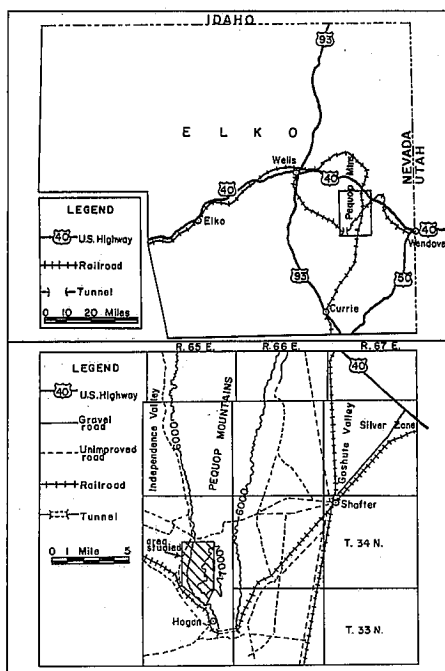 IDAHO
93
ELKO
Wells
40
Pequop Mtns
NEVADA
UTAH
40
Elko
40
Wendover
93
50
Currie
LEGEND
40 U.S. Highway
Railroad
Tunnel
0 10 20 Miles
R. 65 E. R. 66 E. R. 67 E.
LEGEND
40
U.S. Highway
Gravel
road
Unimproved
road
Railroad
Tunnel
0 1 Mile 5
40
Independence Valley
6000
PEQUOP MOUNTAINS
6000
Goshute Valley
Silver Zone
Shafter
area
studied
7000
T. 34 N.
Hogan
T. 33 N.